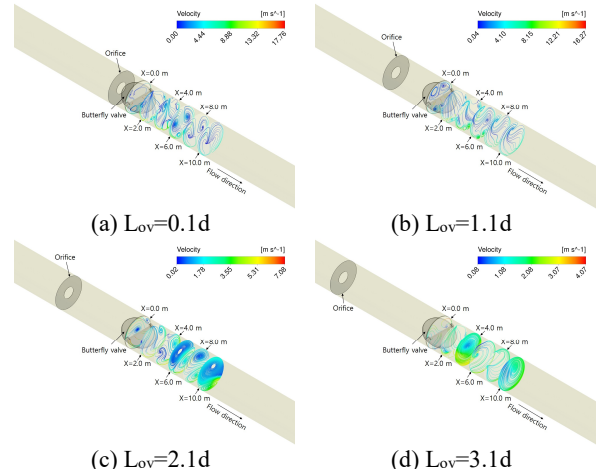 Velocity [m s^-1]
0.00 4.44 8.88 13.32 17.76
Orifice
X=0.0 m
X=4.0 m
X=8.0 m
Butterfly valve
X=2.0 m
X=6.0 m
X=10.0 m
Flow direction
(a) Lov=0.1d
Velocity [m s^-1]
0.04 4.10 8.15 12.21 16.27
Orifice
X=0.0 m
X=4.0 m
X=8.0 m
Butterfly valve
X=2.0 m
X=6.0 m
X=10.0 m
Flow direction
(b) Lov=1.1d
Velocity [m s^-1]
0.02 1.78 3.55 5.31 7.08
Orifice
X=0.0 m
X=4.0 m
X=8.0 m
Butterfly valve
X=2.0 m
X=6.0 m
X=10.0 m
Flow direction
(c) Lov=2.1d
Velocity [m s^-1]
0.08 1.08 2.08 3.07 4.07
Orifice
X=0.0 m
X=4.0 m
X=8.0 m
Butterfly valve
X=2.0 m
X=6.0 m
X=10.0 m
Flow direction
(d) Lov=3.1d